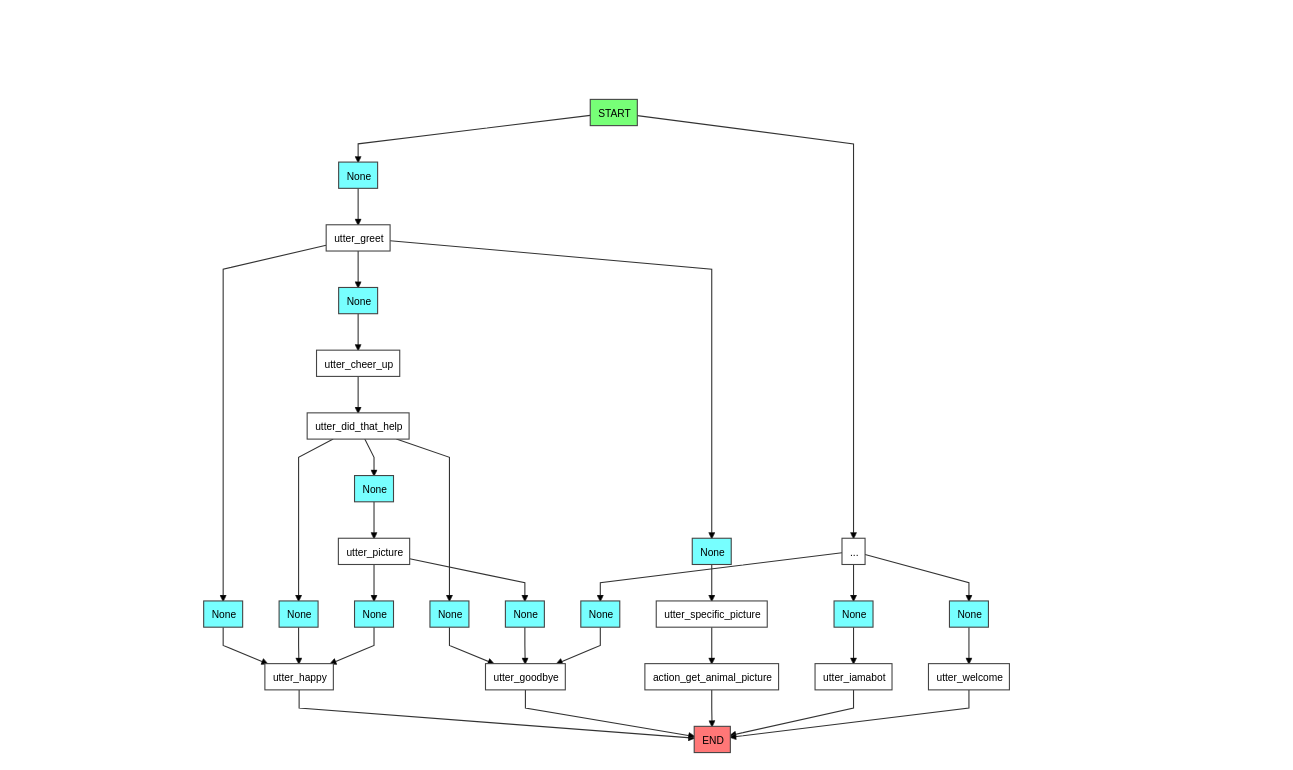 START
None
utter_greet
None
utter_cheer_up
utter_did_that_help
None
utter_picture
None
...
None
None
None
None
None
None
utter_specific_picture
None
None
utter_happy
utter_goodbye
action_get_animal_picture
utter_iamabot
utter_welcome
END